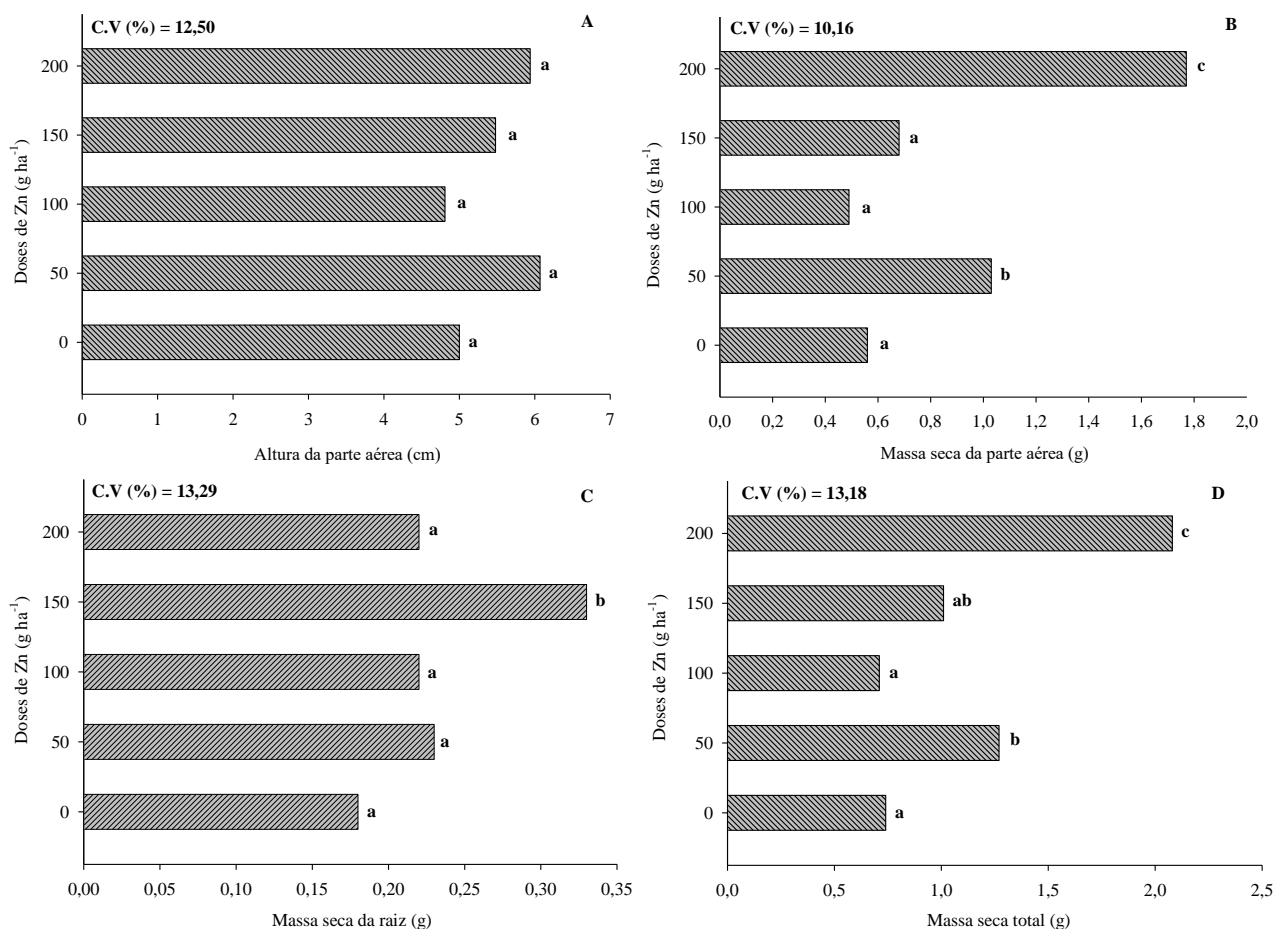 C.V (%) = 12,50
A
Doses de Zn (g ha-1)
200
a
150
a
100
a
50
a
0
a
0 1 2 3 4 5 6 7
Altura da parte aérea (cm)
C.V (%) = 10,16
B
Doses de Zn (g ha-1)
200
c
150
a
100
a
50
b
0
a
0,0 0,2 0,4 0,6 0,8 1,0 1,2 1,4 1,6 1,8 2,0
Massa seca da parte aérea (g)
C.V (%) = 13,29
C
Doses de Zn (g ha-1)
200
a
150
b
100
a
50
a
0
a
0,00 0,05 0,10 0,15 0,20 0,25 0,30 0,35
Massa seca da raiz (g)
C.V (%) = 13,18
D
Doses de Zn (g ha-1)
200
c
150
ab
100
a
50
b
0
a
0,0 0,5 1,0 1,5 2,0 2,5
Massa seca total (g)